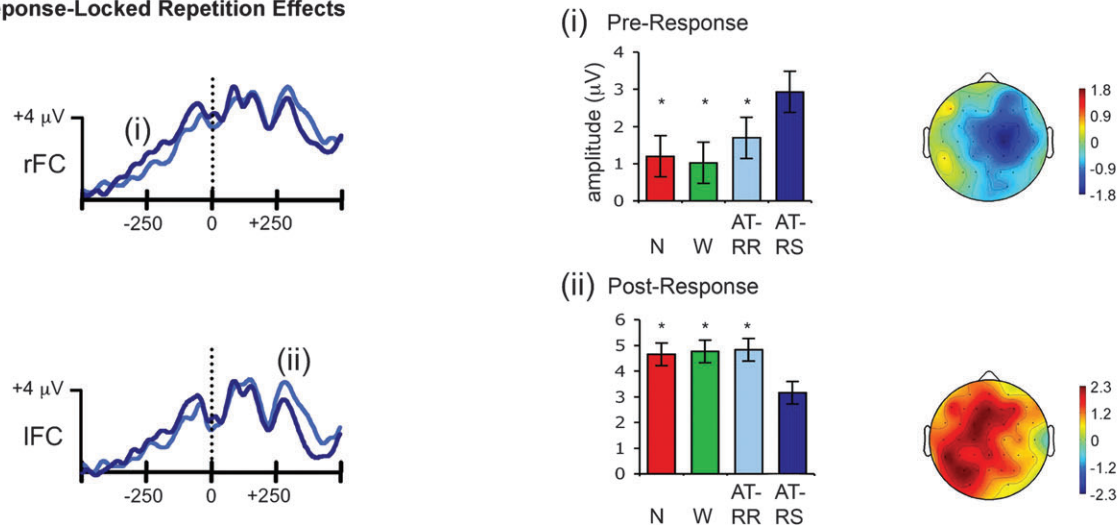 eponse-Locked Repetition Effects
+4 μV
(i)
rFC
-250 0 +250
+4 μV
(ii)
lFC
-250 0 +250
(i) Pre-Response
amplitude (μV)
4
3
2
1
0
* * *
N W AT-RR AT-RS
1.8
0.9
0
-0.9
-1.8
(ii) Post-Response
6
5
4
3
2
1
0
* * *
N W AT-RR AT-RS
2.3
1.2
0
-1.2
-2.3